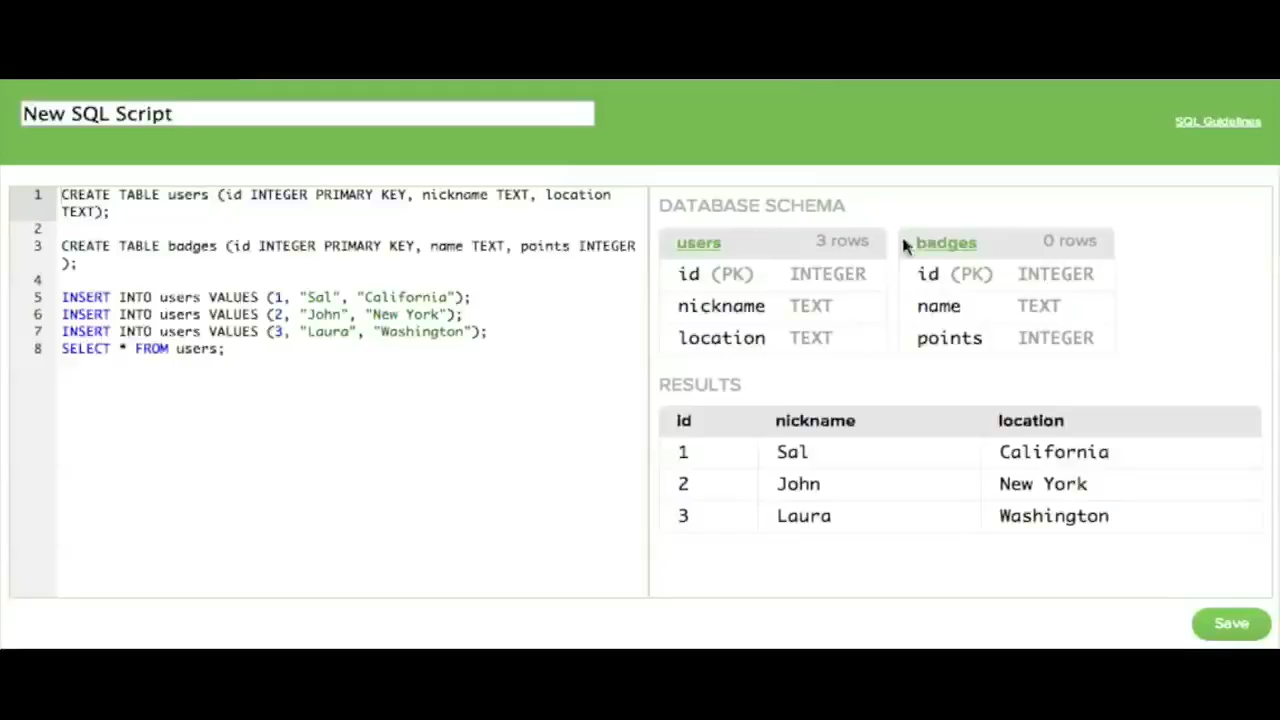 New SQL Script
SQL Guidelines
1 CREATE TABLE users (id INTEGER PRIMARY KEY, nickname TEXT, location
TEXT);
2
3 CREATE TABLE badges (id INTEGER PRIMARY KEY, name TEXT, points INTEGER
);
4
5 INSERT INTO users VALUES (1, "Sal", "California");
6 INSERT INTO users VALUES (2, "John", "New York");
7 INSERT INTO users VALUES (3, "Laura", "Washington");
8 SELECT * FROM users;
DATABASE SCHEMA
users 3 rows
id (PK) INTEGER
nickname TEXT
location TEXT
badges 0 rows
id (PK) INTEGER
name TEXT
points INTEGER
RESULTS
id nickname location
1 Sal California
2 John New York
3 Laura Washington
Save